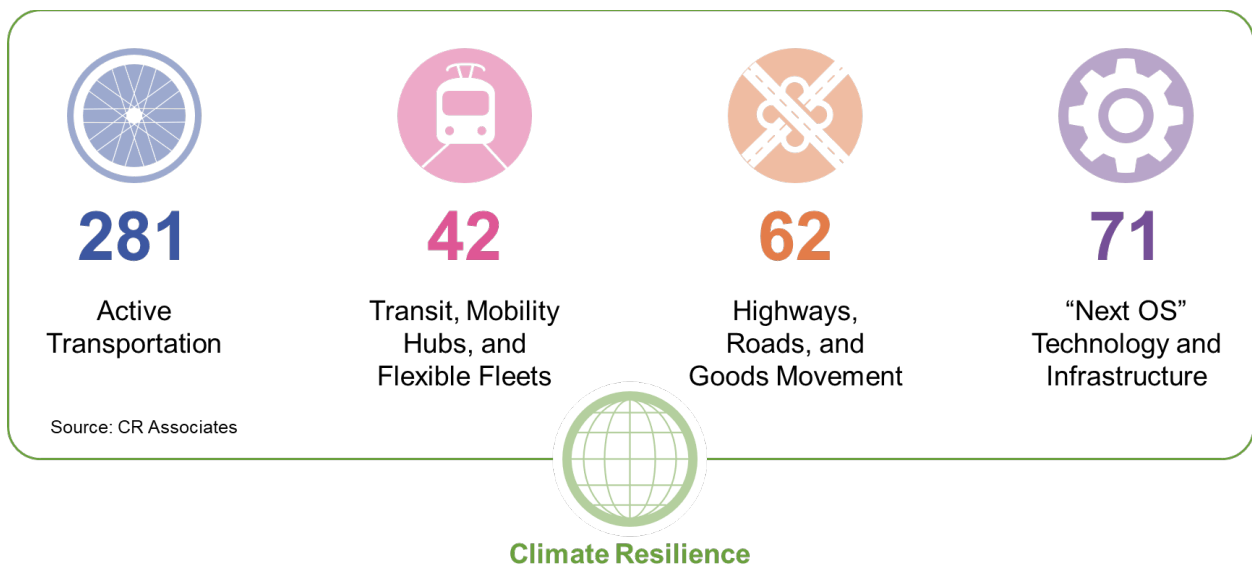 281
Active
Transportation
42
Transit, Mobility
Hubs, and
Flexible Fleets
62
Highways,
Roads, and
Goods Movement
71
“Next OS”
Technology and
Infrastructure
Source: CR Associates
Climate Resilience